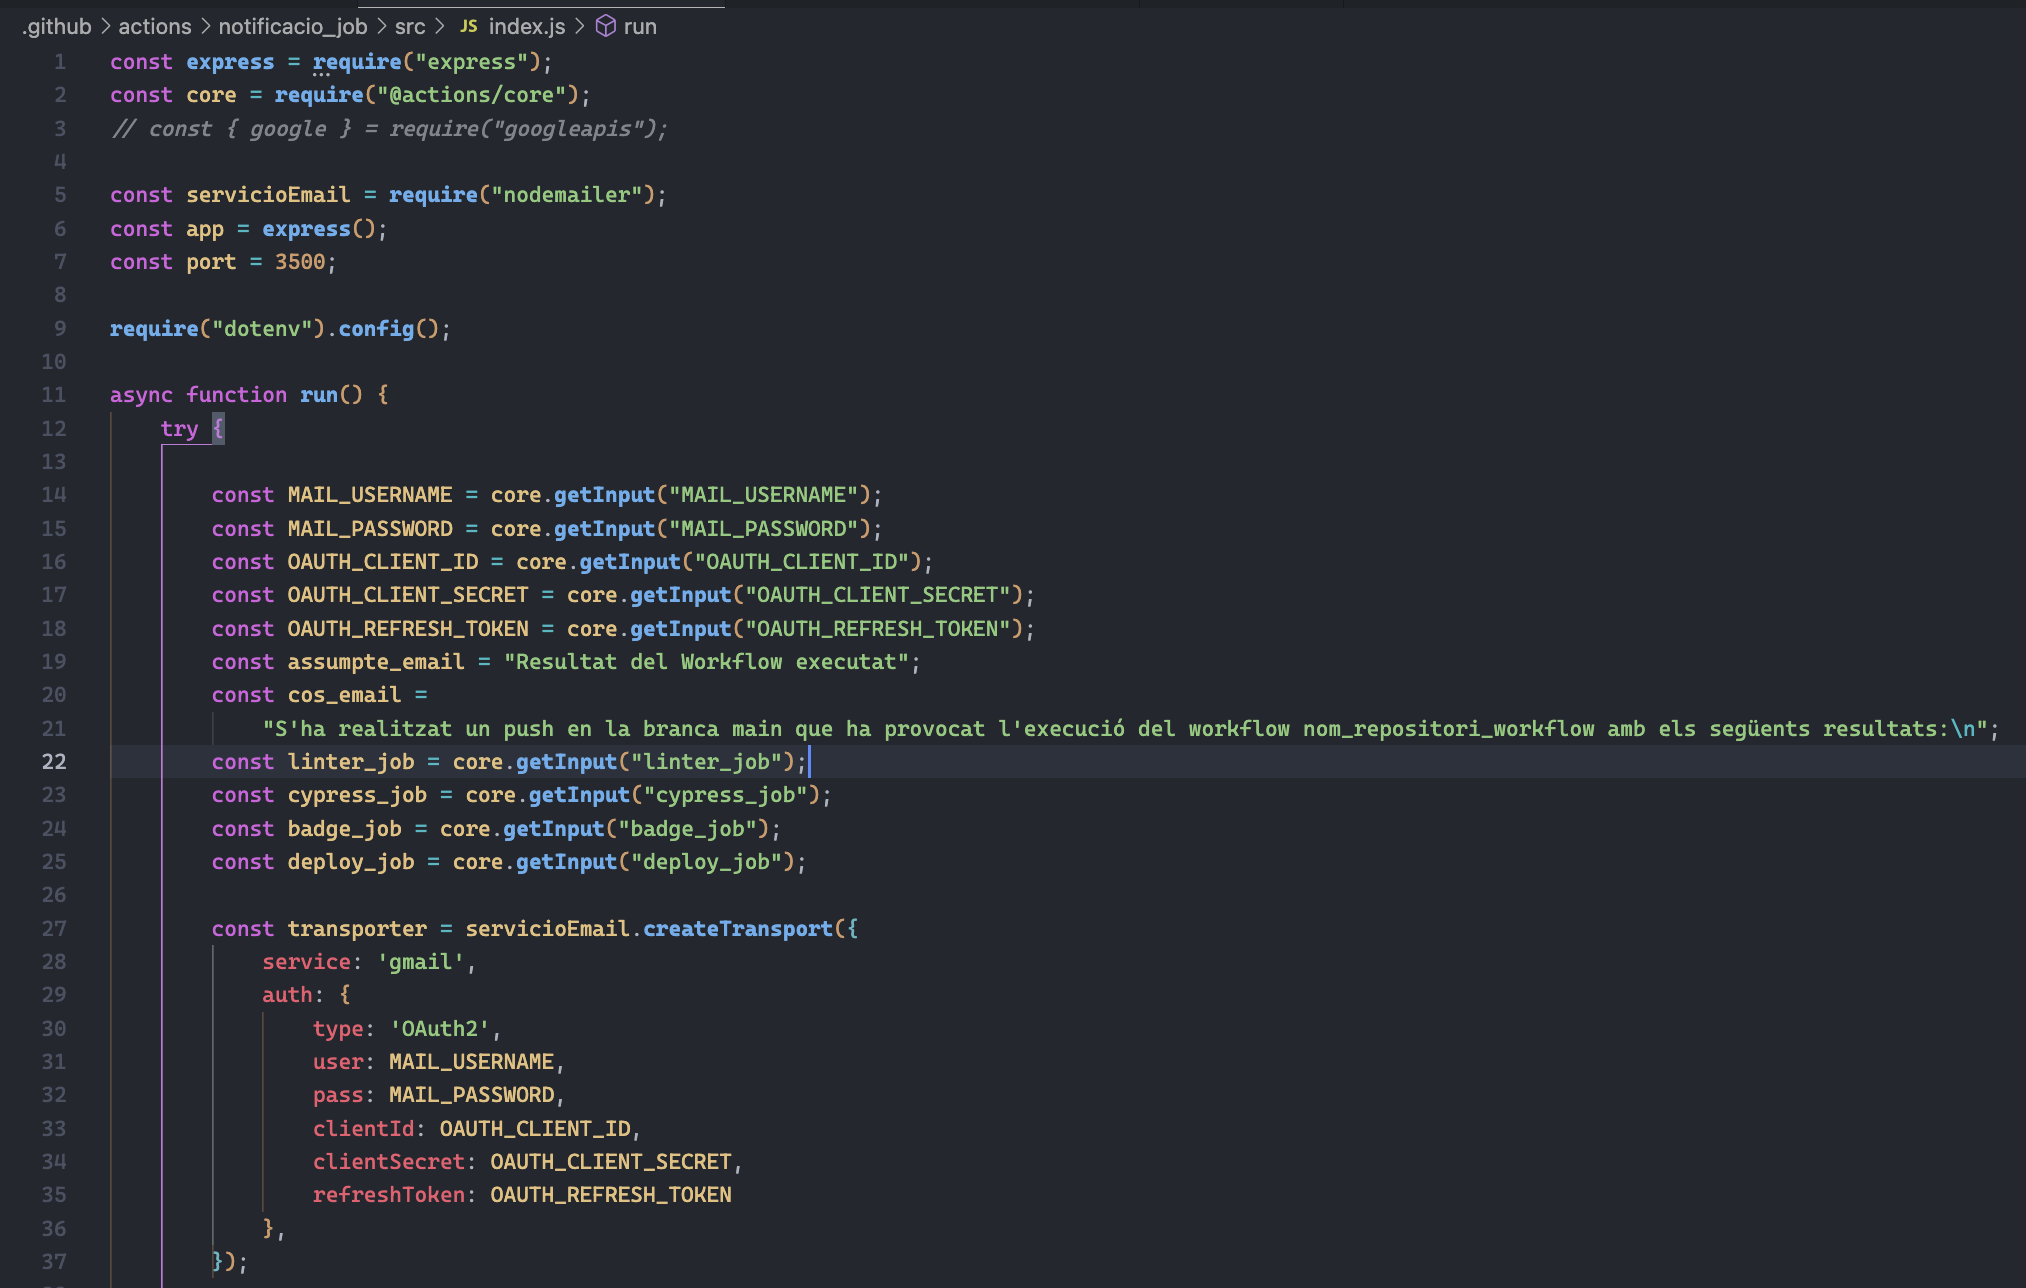 .github > actions > notificacio_job > src > JS index.js > run
1 const express = require("express");
2 const core = require("@actions/core");
3 // const { google } = require("googleapis");
4
5 const servicioEmail = require("nodemailer");
6 const app = express();
7 const port = 3500;
8
9 require("dotenv").config();
10
11 async function run() {
12 try {
13
14 const MAIL_USERNAME = core.getInput("MAIL_USERNAME");
15 const MAIL_PASSWORD = core.getInput("MAIL_PASSWORD");
16 const OAUTH_CLIENT_ID = core.getInput("OAUTH_CLIENT_ID");
17 const OAUTH_CLIENT_SECRET = core.getInput("OAUTH_CLIENT_SECRET");
18 const OAUTH_REFRESH_TOKEN = core.getInput("OAUTH_REFRESH_TOKEN");
19 const assumpte_email = "Resultat del Workflow executat";
20 const cos_email =
21 "S'ha realitzat un push en la branca main que ha provocat l'execució del workflow nom_repositori_workflow amb els següents resultats:\n";
22 const linter_job = core.getInput("linter_job");
23 const cypress_job = core.getInput("cypress_job");
24 const badge_job = core.getInput("badge_job");
25 const deploy_job = core.getInput("deploy_job");
26
27 const transporter = servicioEmail.createTransport({
28 service: 'gmail',
29 auth: {
30 type: 'OAuth2',
31 user: MAIL_USERNAME,
32 pass: MAIL_PASSWORD,
33 clientId: OAUTH_CLIENT_ID,
34 clientSecret: OAUTH_CLIENT_SECRET,
35 refreshToken: OAUTH_REFRESH_TOKEN
36 },
37 });